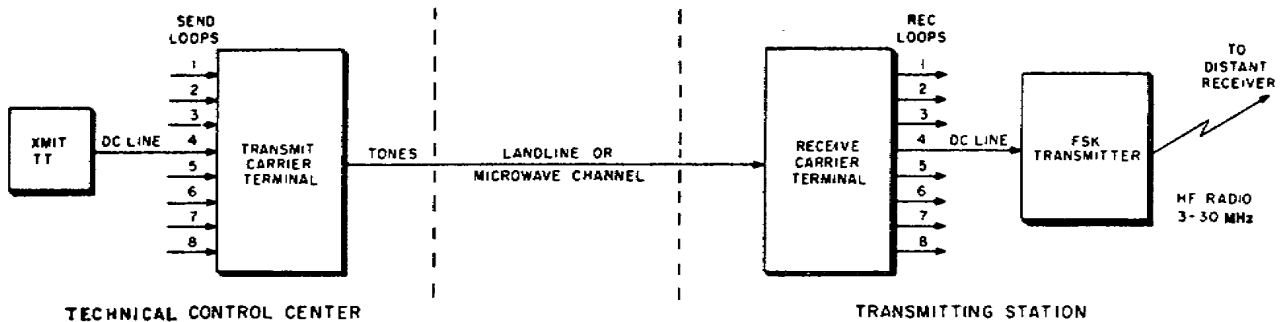 SEND
LOOPS
1
2
3
4
5
6
7
8
XMIT
TT
DC LINE
TRANSMIT
CARRIER
TERMINAL
TONES
LANDLINE OR
MICROWAVE CHANNEL
REC
LOOPS
1
2
3
4
5
6
7
8
RECEIVE
CARRIER
TERMINAL
DC LINE
FSK
TRANSMITTER
TO
DISTANT
RECEIVER
HF RADIO
3-30 MHz
TECHNICAL CONTROL CENTER
TRANSMITTING STATION